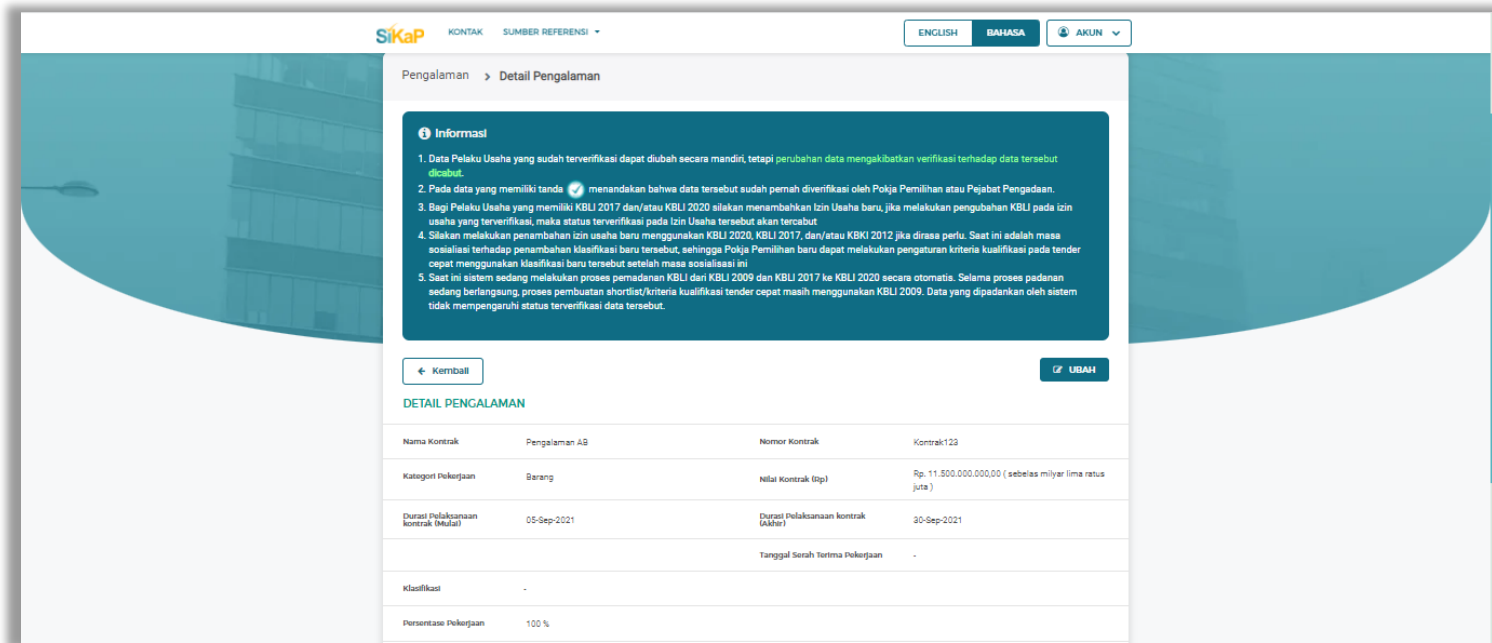 SiKaP KONTAK SUMBER REFERENSI ENGLISH BAHASA AKUN
Pengalaman > Detail Pengalaman
Informasi
1. Data Pelaku Usaha yang sudah terverifikasi dapat diubah secara mandiri, tetapi perubahan data mengakibatkan verifikasi terhadap data tersebut
dicabut.
2. Pada data yang memiliki tanda menandakan bahwa data tersebut sudah pernah diverifikasi oleh Pokja Pemilihan atau Pejabat Pengadaan.
3. Bagi Pelaku Usaha yang memiliki KBLI 2017 dan/atau KBLI 2020 silakan menambahkan Izin Usaha baru, jika melakukan pengubahan KBLI pada izin
usaha yang terverifikasi, maka status terverifikasi pada Izin Usaha tersebut akan tercabut
4. Silakan melakukan penambahan izin usaha baru menggunakan KBLI 2020, KBLI 2017, dan/atau KBKI 2012 jika dirasa perlu. Saat ini adalah masa
sosialiasi terhadap penambahan klasifikasi baru tersebut, sehingga Pokja Pemilihan baru dapat melakukan pengaturan kriteria kualifikasi pada tender
cepat menggunakan klasifikasi baru tersebut setelah masa sosialisasi ini
5. Saat ini sistem sedang melakukan proses pemadanan KBLI dari KBLI 2009 dan KBLI 2017 ke KBLI 2020 secara otomatis. Selama proses padanan
sedang berlangsung, proses pembuatan shortlist/kriteria kualifikasi tender cepat masih menggunakan KBLI 2009. Data yang dipadankan oleh sistem
tidak mempengaruhi status terverifikasi data tersebut.
Kembali UBAH
DETAIL PENGALAMAN
Nama Kontrak Pengalaman AB Nomor Kontrak Kontrak123
Kategori Pekerjaan Barang Nilai Kontrak (Rp) Rp. 11.500.000.000,00 ( sebelas milyar lima ratus
juta )
Durasi Pelaksanaan
kontrak (Mulai) 05-Sep-2021 Durasi Pelaksanaan kontrak
(Akhir) 30-Sep-2021
Tanggal Serah Terima Pekerjaan -
Klasifikasi -
Persentase Pekerjaan 100 %